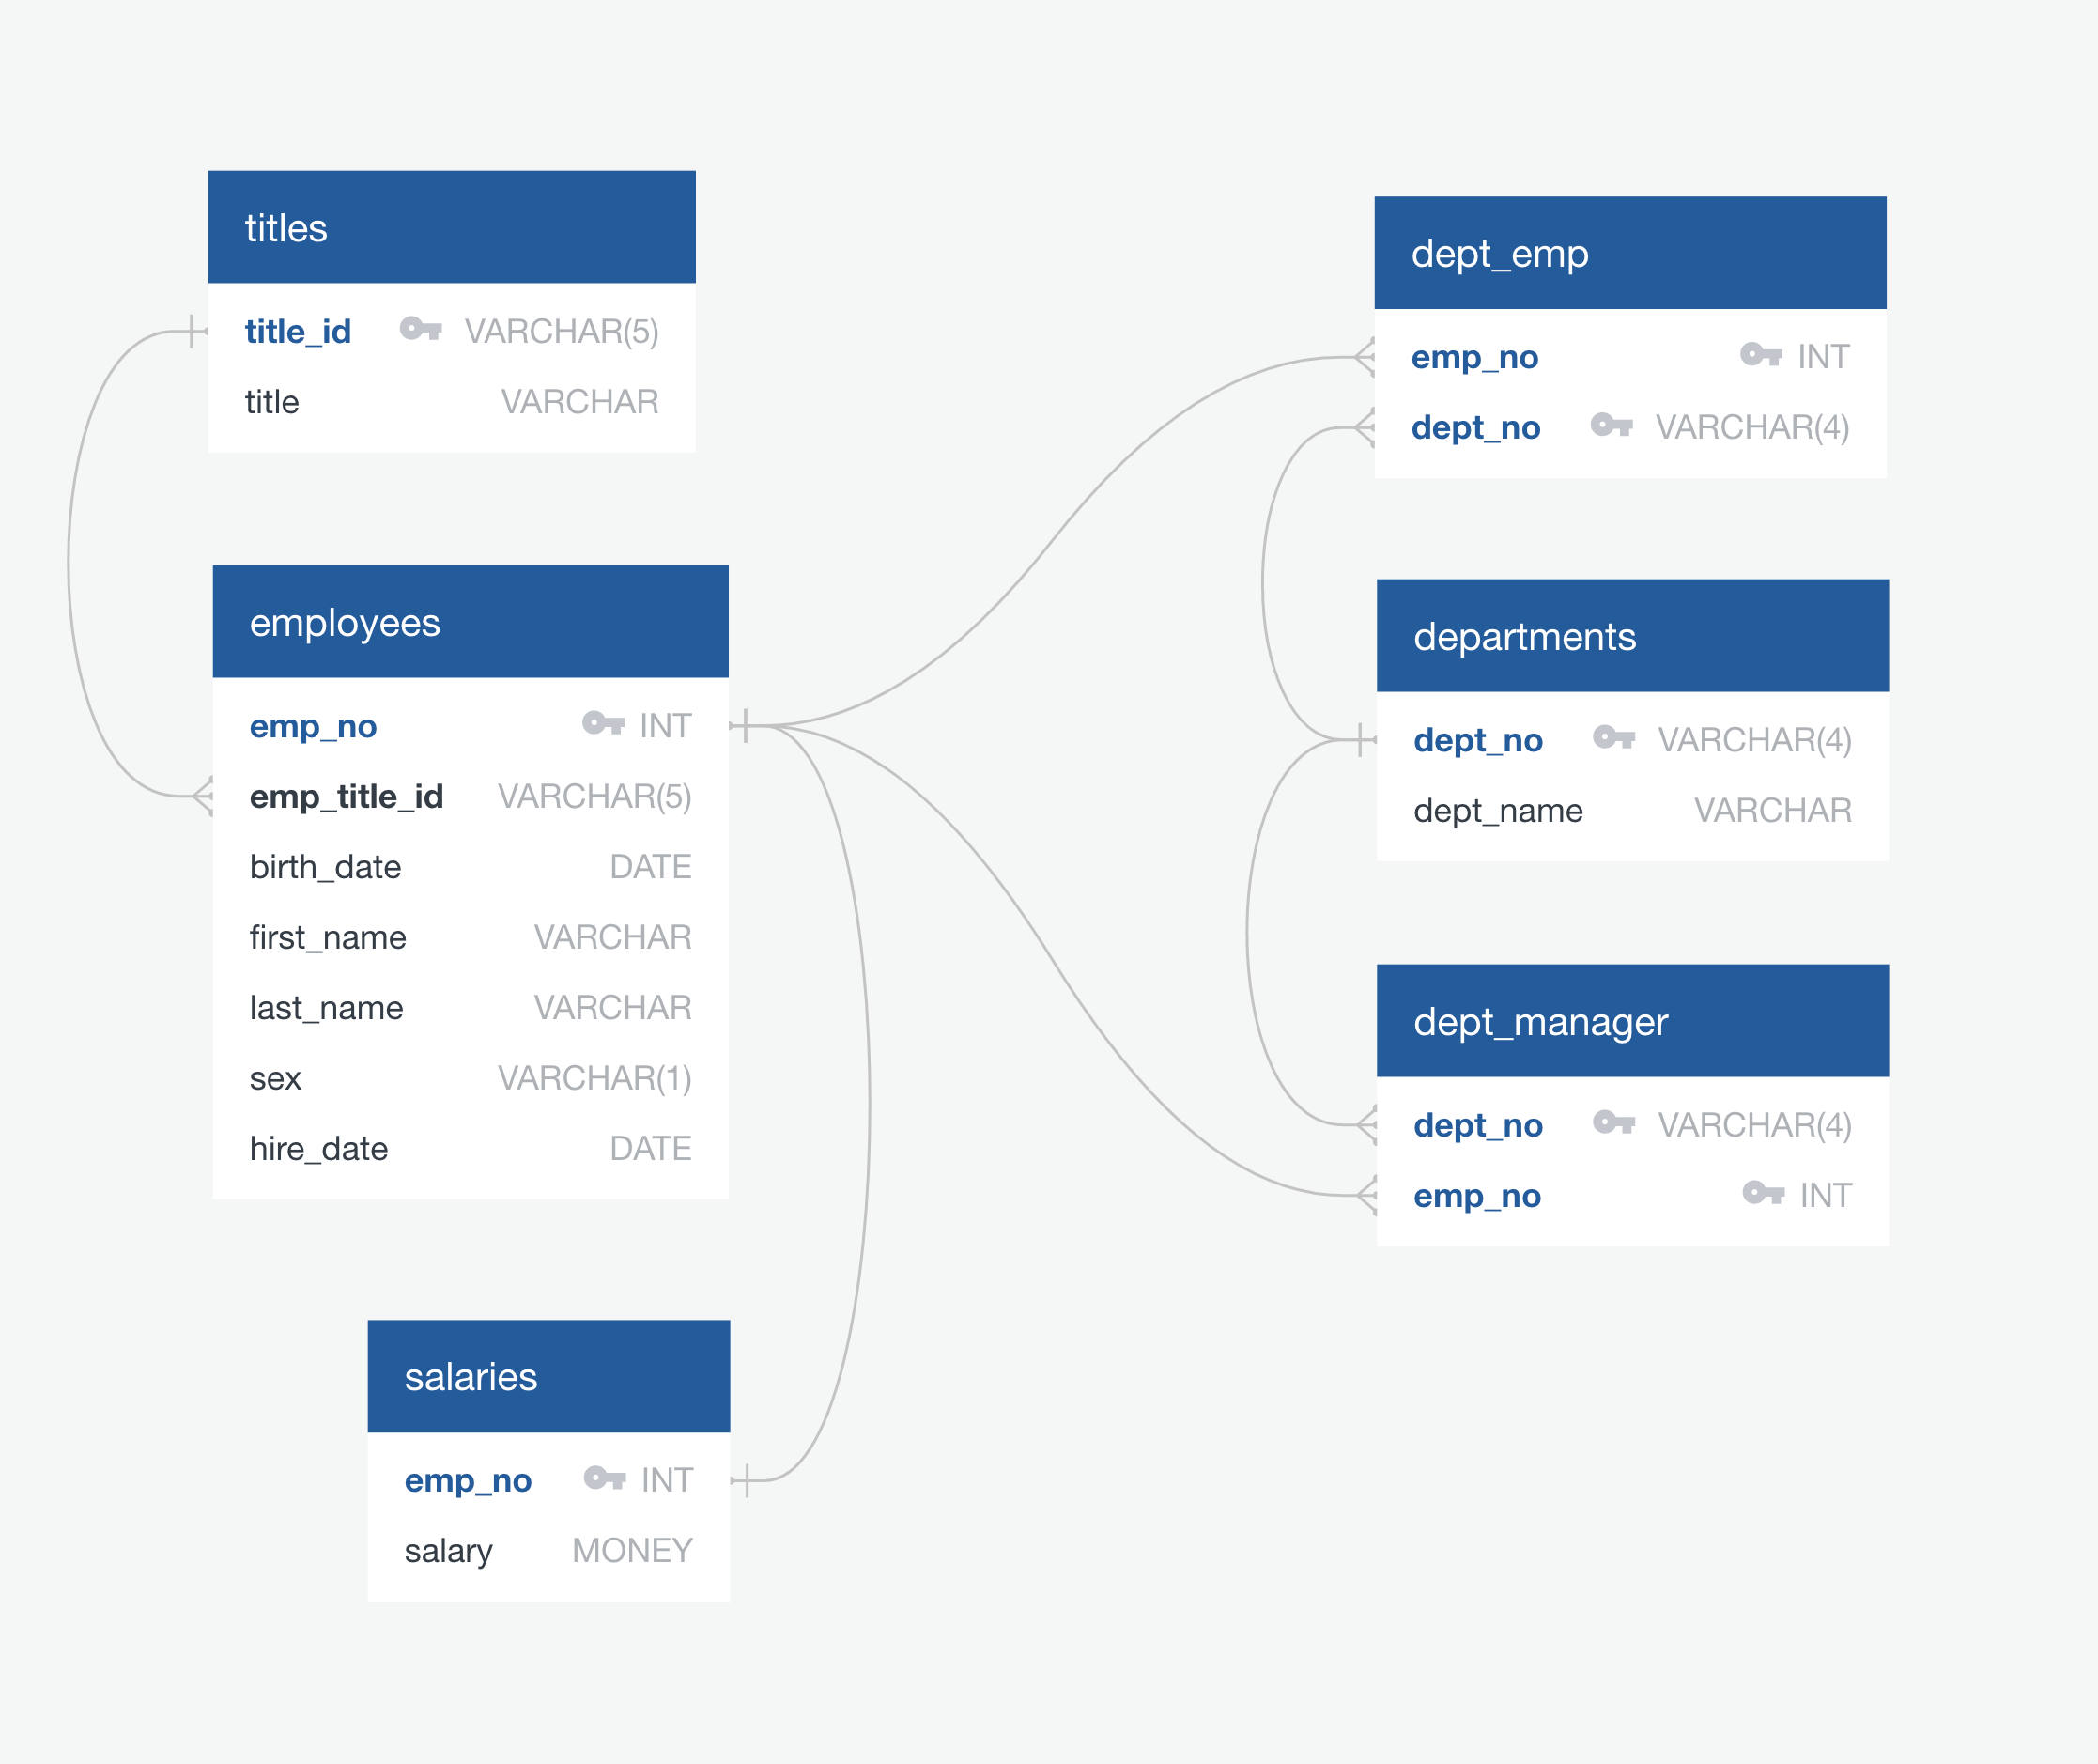 titles
title_id VARCHAR(5)
title VARCHAR
employees
emp_no INT
emp_title_id VARCHAR(5)
birth_date DATE
first_name VARCHAR
last_name VARCHAR
sex VARCHAR(1)
hire_date DATE
salaries
emp_no INT
salary MONEY
dept_emp
emp_no INT
dept_no VARCHAR(4)
departments
dept_no VARCHAR(4)
dept_name VARCHAR
dept_manager
dept_no VARCHAR(4)
emp_no INT